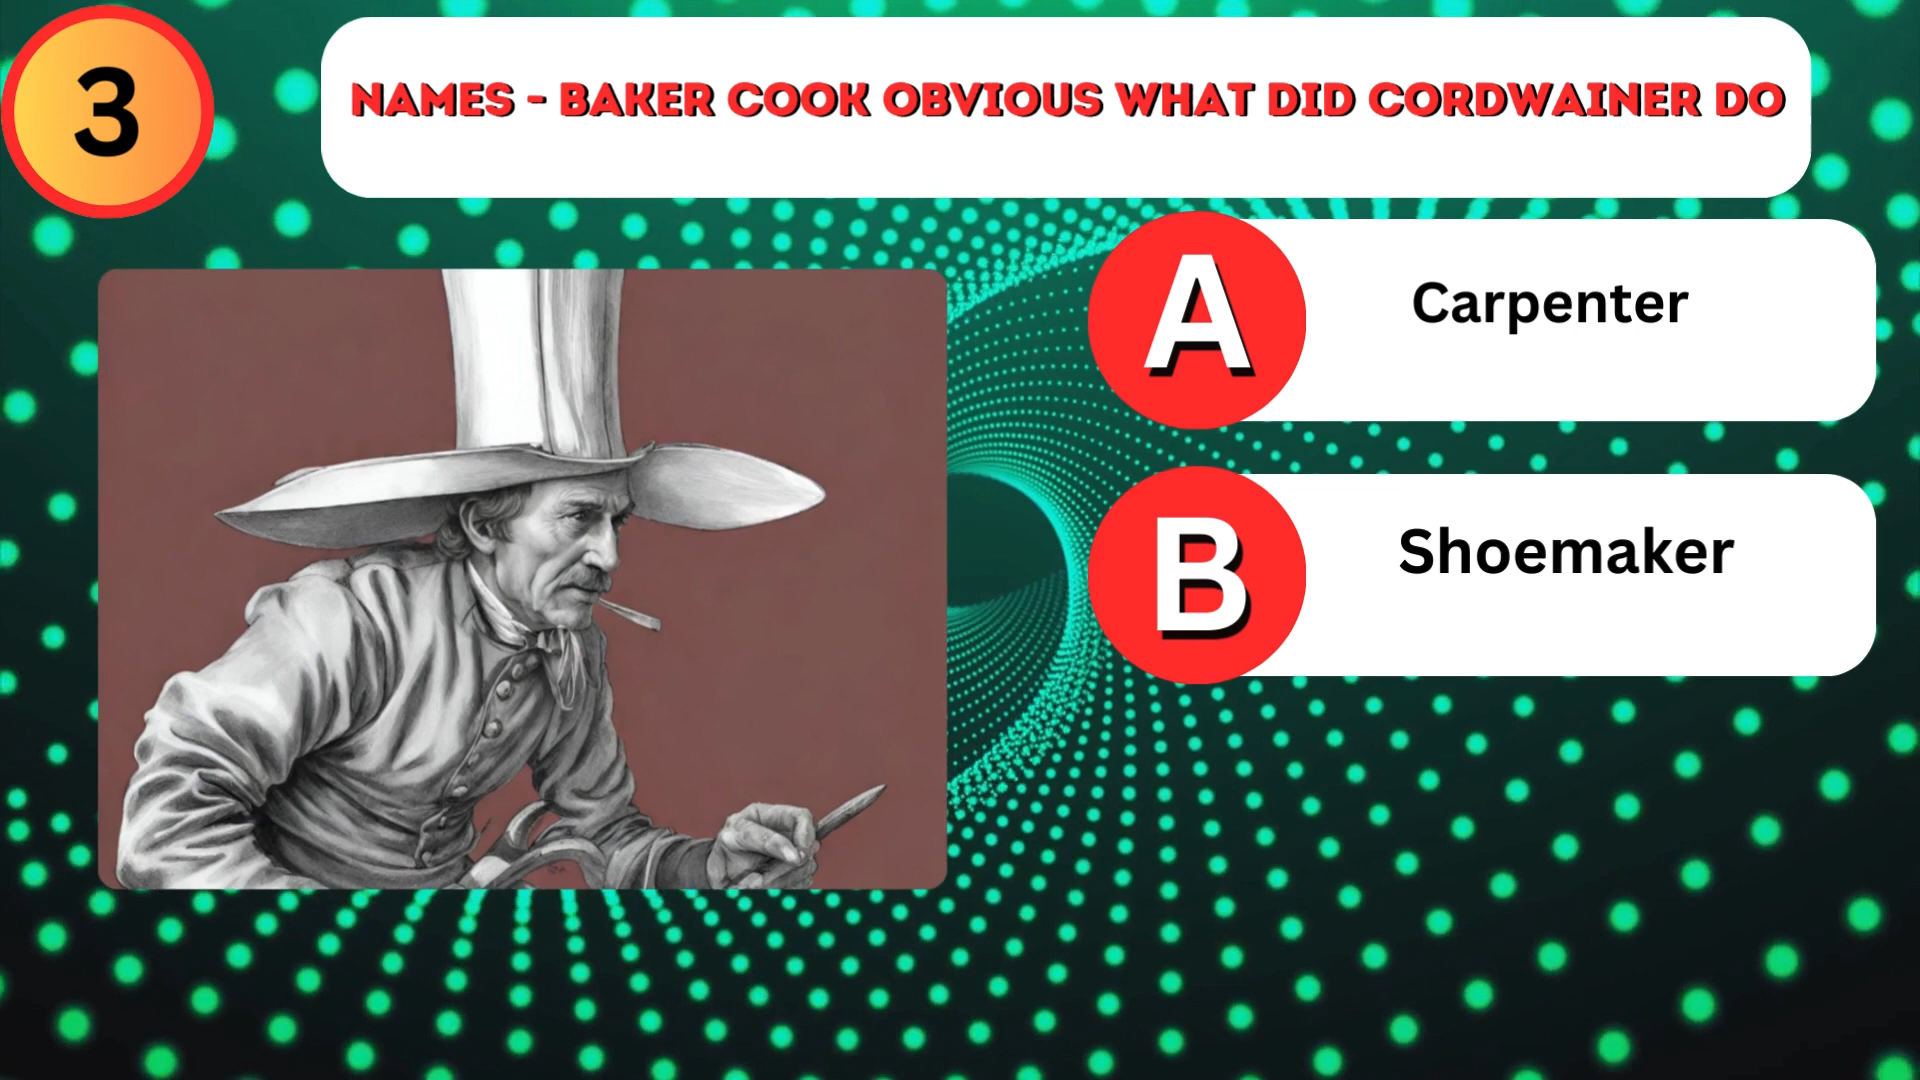 3
NAMES - BAKER COOK OBVIOUS WHAT DID CORDWAINER DO
A
Carpenter
B
Shoemaker